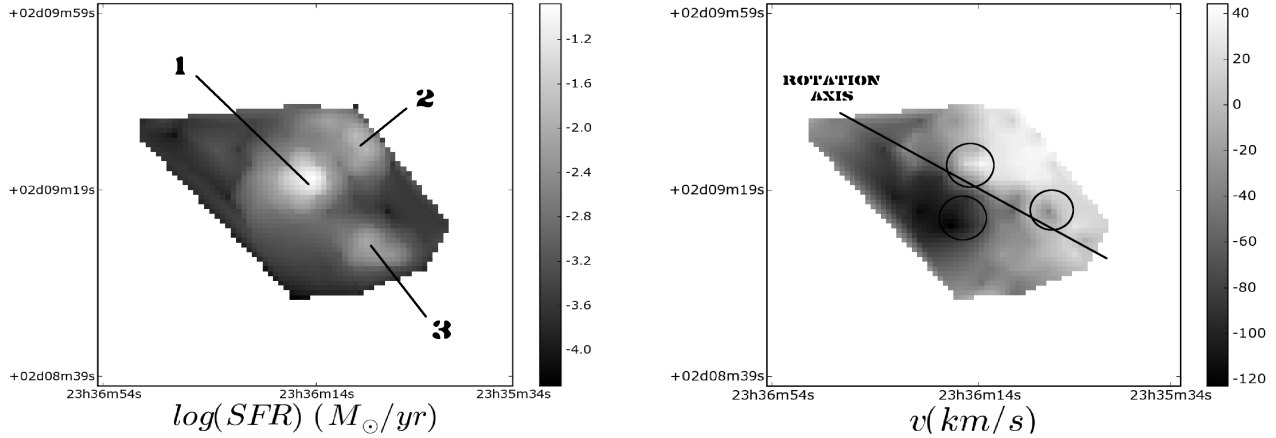 +02d09m59s
+02d09m19s
+02d08m39s
23h36m54s
23h36m14s
23h35m34s
log(SFR) (M⊙/yr)
1
2
3
-1.2
-1.6
-2.0
-2.4
-2.8
-3.2
-3.6
-4.0
+02d09m59s
+02d09m19s
+02d08m39s
23h36m54s
23h36m14s
23h35m34s
v(km/s)
ROTATION
AXIS
40
20
0
-20
-40
-60
-80
-100
-120